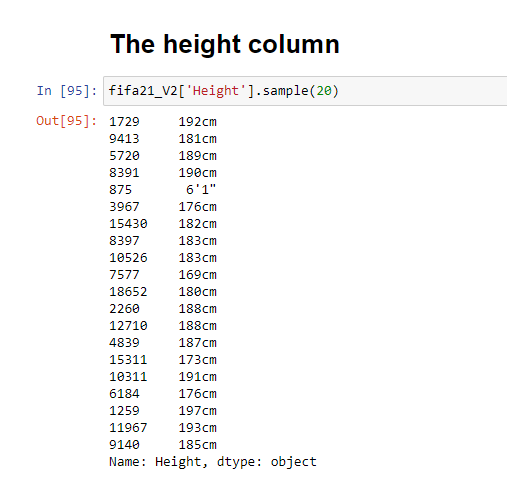 The height column
In [95]: fifa21_V2['Height'].sample(20)
Out[95]: 1729     192cm
9413     181cm
5720     189cm
8391     190cm
875       6'1"
3967     176cm
15430    182cm
8397     183cm
10526    183cm
7577     169cm
18652    180cm
2260     188cm
12710    188cm
4839     187cm
15311    173cm
10311    191cm
6184     176cm
1259     197cm
11967    193cm
9140     185cm
Name: Height, dtype: object